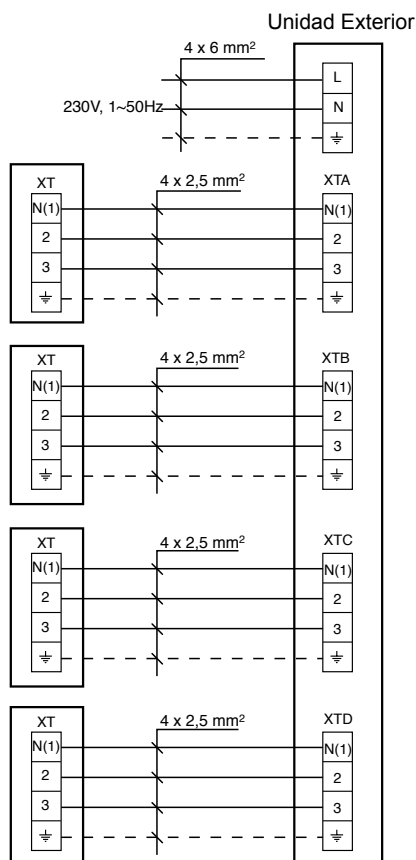 Unidad Exterior
4 x 6 mm²
L
230V, 1~50Hz
N
XT
4 x 2,5 mm²
XTA
N(1)
N(1)
2
2
3
3
XT
4 x 2,5 mm²
XTB
N(1)
N(1)
2
2
3
3
XT
4 x 2,5 mm²
XTC
N(1)
N(1)
2
2
3
3
XT
4 x 2,5 mm²
XTD
N(1)
N(1)
2
2
3
3